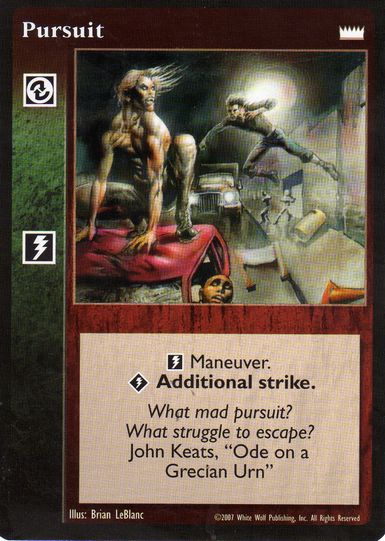 Pursuit
Maneuver.
Additional strike.
What mad pursuit?
What struggle to escape?
John Keats, "Ode on a
Grecian Urn"
Illus: Brian LeBlanc ©2007 White Wolf Publishing, Inc. All Rights Reserved